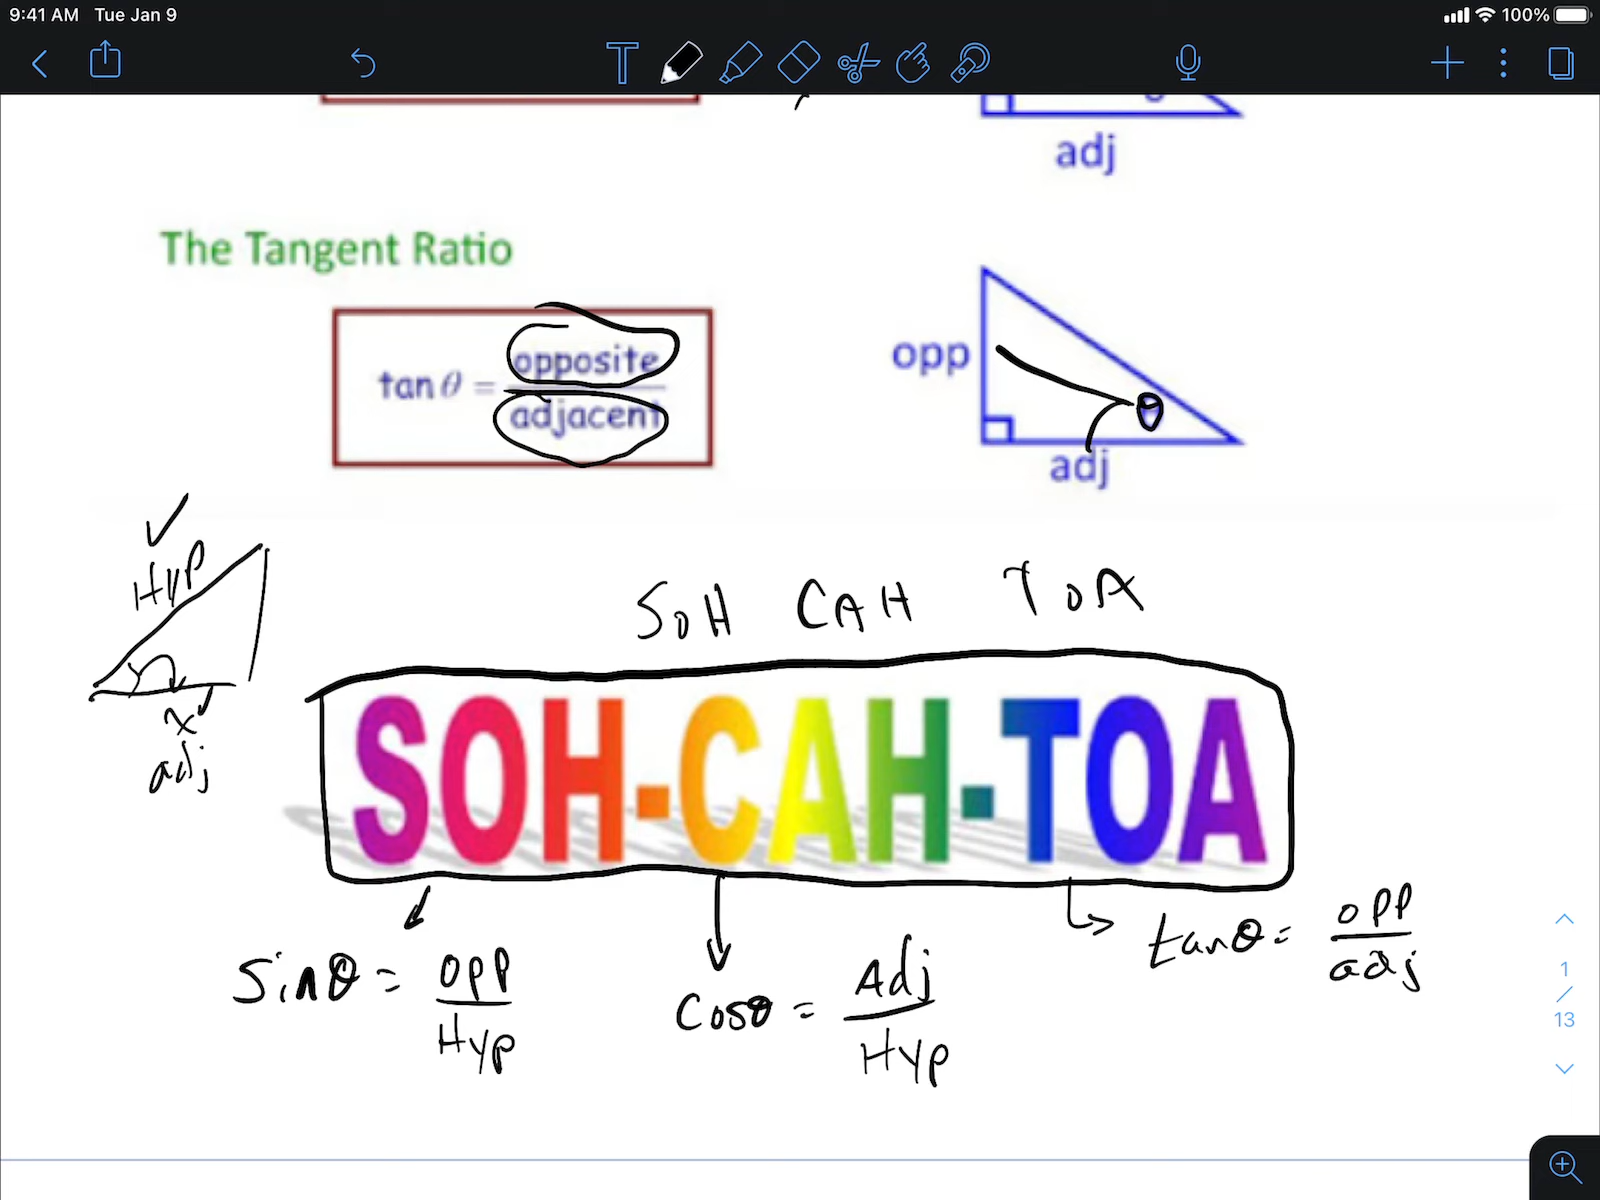 9:41 AM Tue Jan 9
100%
adj
The Tangent Ratio
tan θ = opposite
adjacent
opp
θ
adj
✓
Hyp
x
adj
SOH CAH TOA
SOH-CAH-TOA
Sinθ = opp
Hyp
Cosθ = Adj
Hyp
tanθ = opp
adj
1
/
13